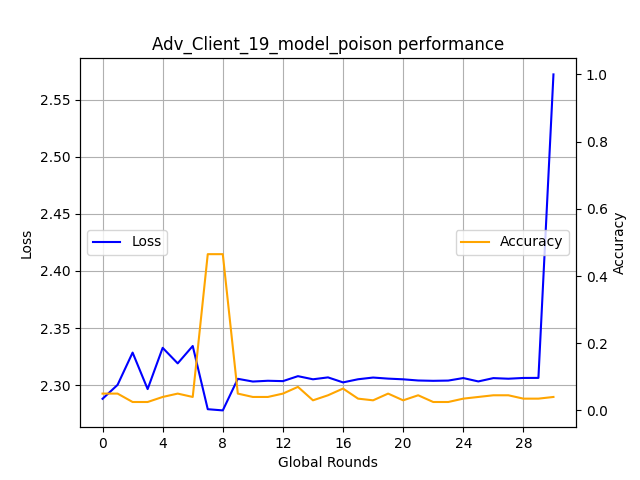 Adv_Client_19_model_poison performance
Loss
2.55
2.50
2.45
2.40
2.35
2.30
Loss
Accuracy
1.0
0.8
0.6
0.4
0.2
0.0
Accuracy
0 4 8 12 16 20 24 28
Global Rounds